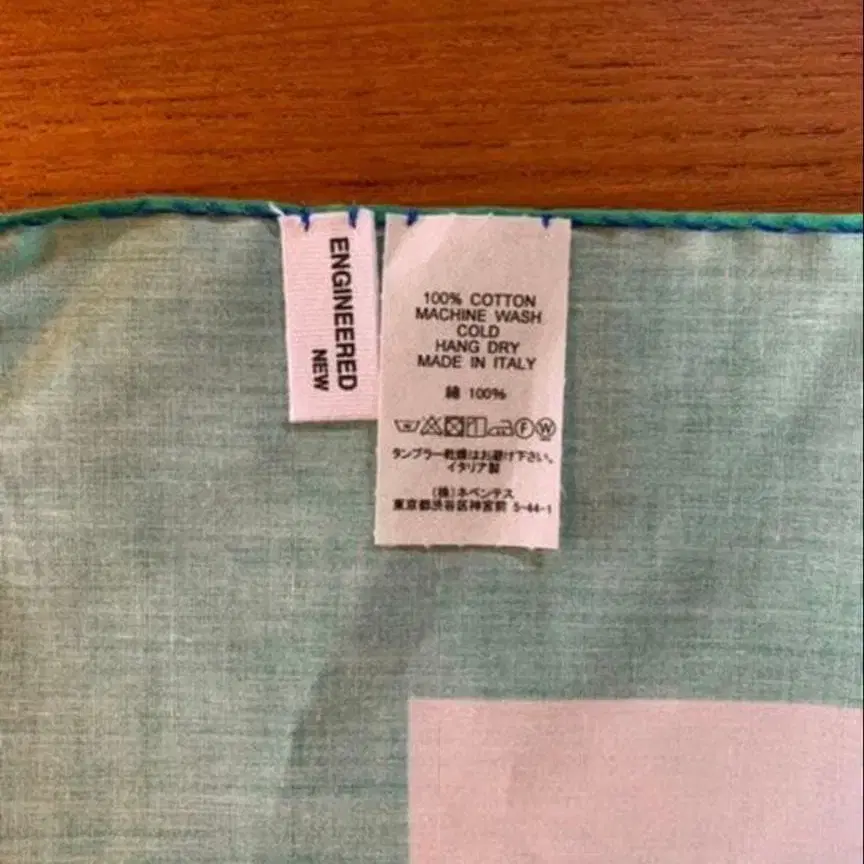 ENGINEERED
NEW
100% COTTON
MACHINE WASH
COLD
HANG DRY
MADE IN ITALY
綿 100%
F W
タンブラー乾燥はお避け下さい。
イタリア製
(株)ネペンテス
東京都渋谷区神宮前 5-44-1